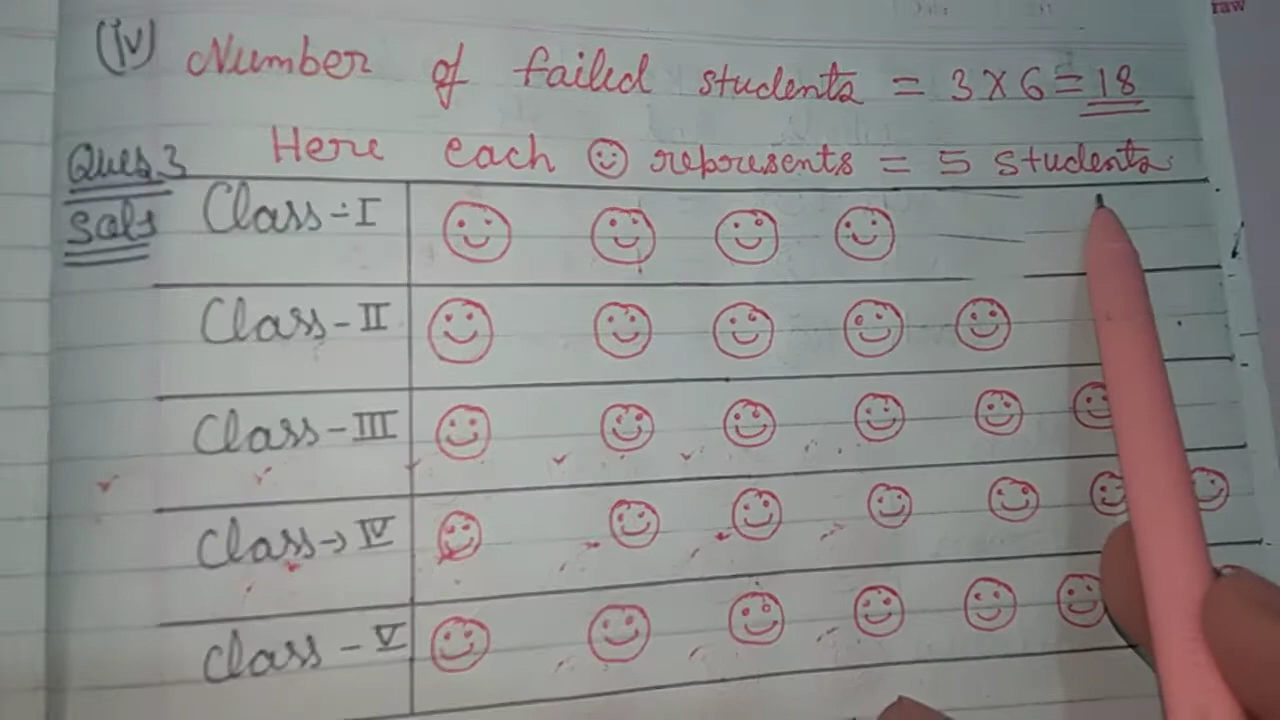 raw
(iv) Number of failed students = 3 X 6 = 18
Ques 3 Here each ☺ represents = 5 students
Class-I
Class-II
Class-III
Class-IV
Class-V